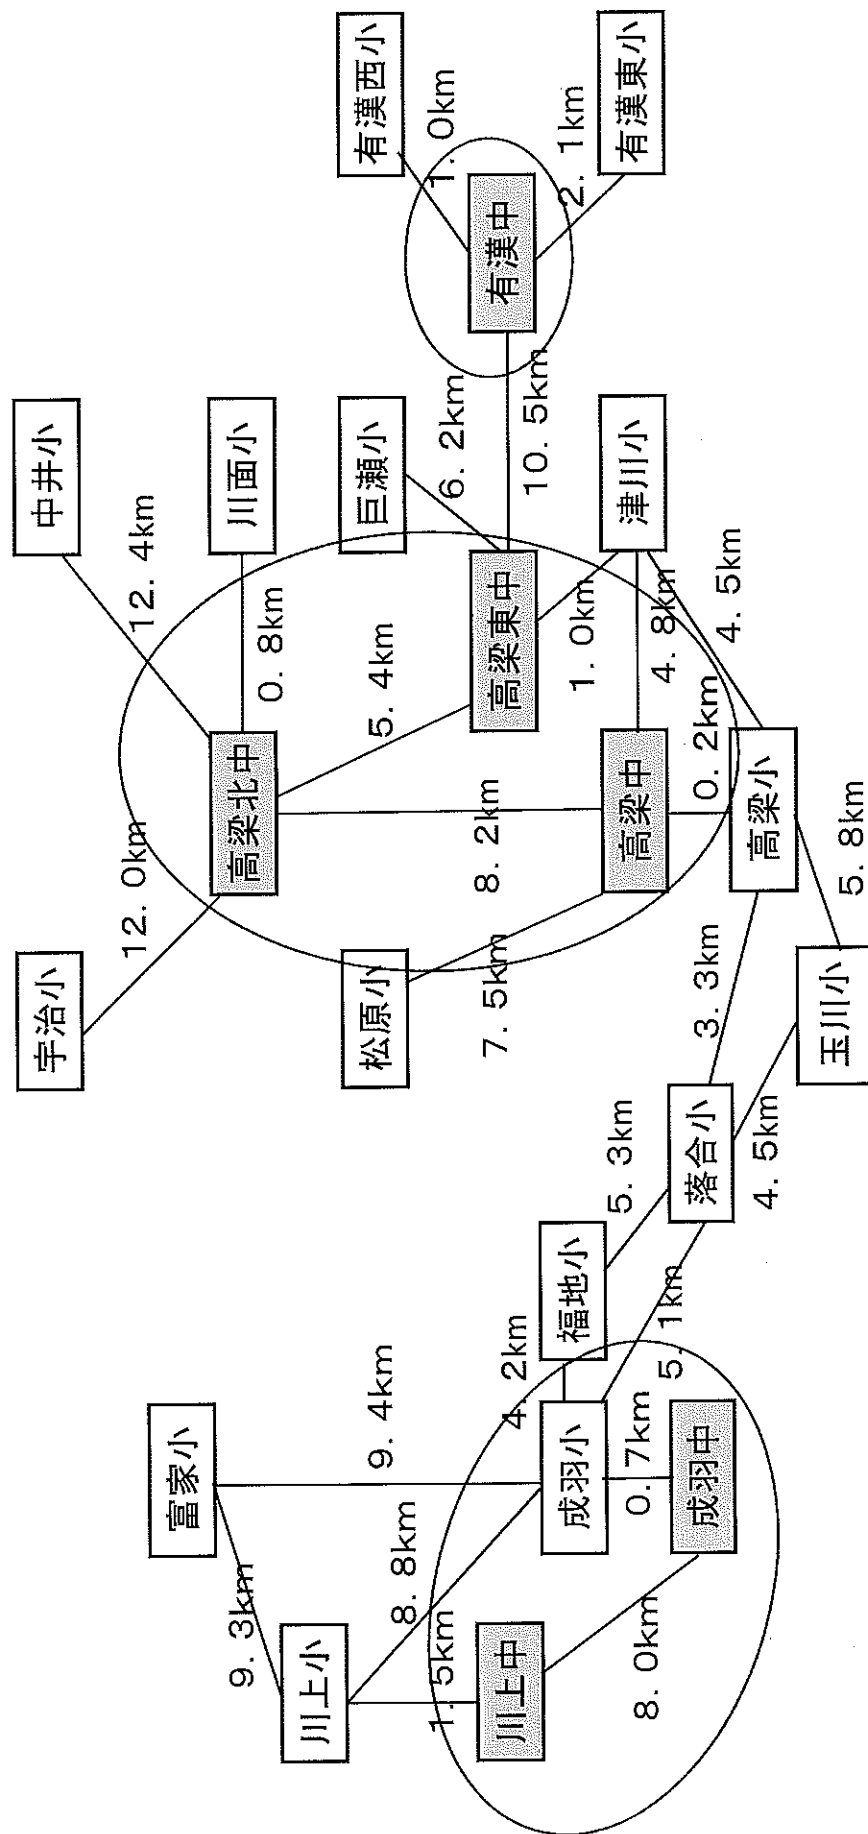 中井小
12. 4km
川面小
0. 8km
宇治小
12. 0km
高梁北中
5. 4km
巨瀬小
6. 2km
有漢西小
1. 0km
有漢中
10. 5km
2. 1km
有漢東小
高梁東中
1. 0km
津川小
4. 8km
4. 5km
8. 2km
高梁中
0. 2km
高梁小
松原小
7. 5km
3. 3km
5. 8km
玉川小
落合小
4. 5km
5. 3km
福地小
4. 2km
5. 1km
富家小
9. 4km
9. 3km
8. 8km
川上小
1. 5km
成羽小
0. 7km
成羽中
川上中
8. 0km